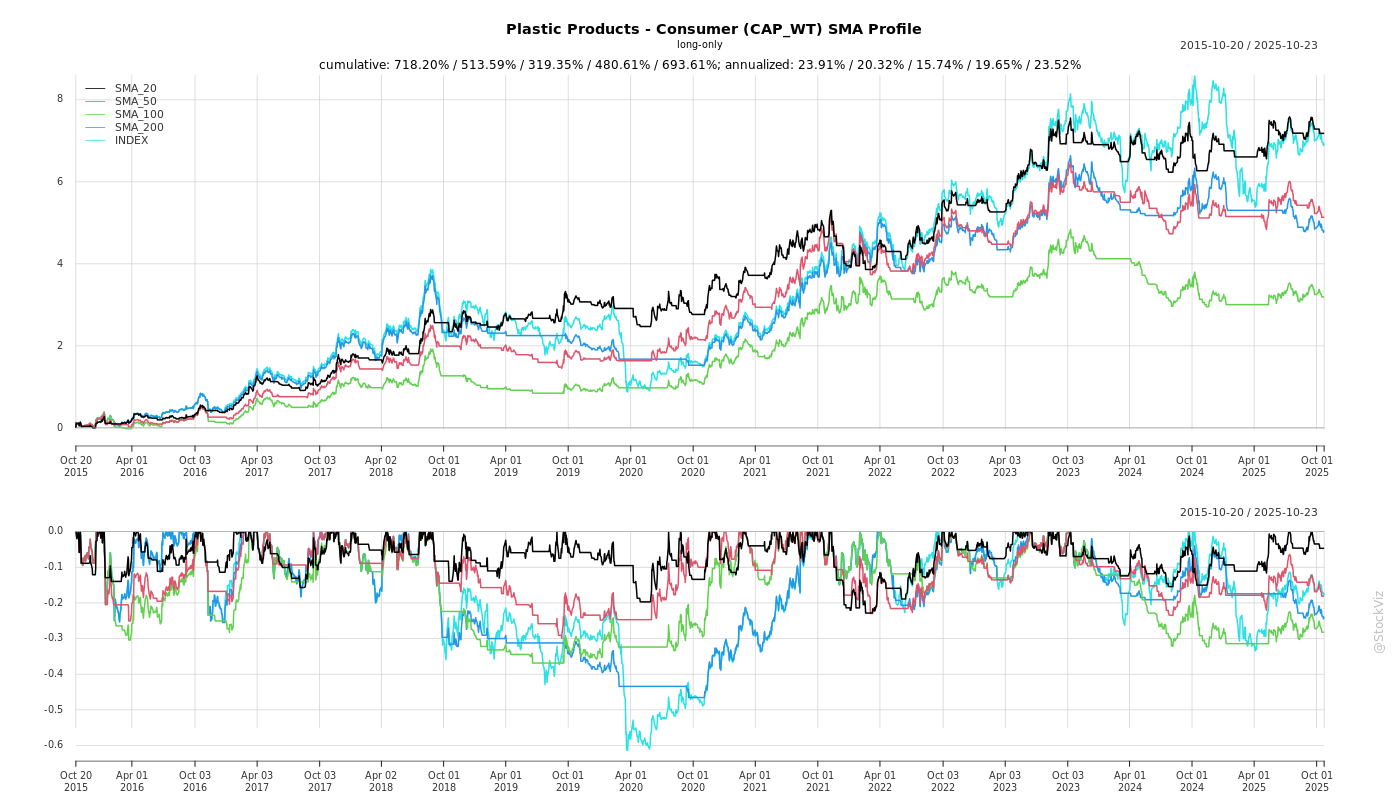 Plastic Products - Consumer (CAP_WT) SMA Profile
long-only
2015-10-20 / 2025-10-23
cumulative: 718.20% / 513.59% / 319.35% / 480.61% / 693.61%; annualized: 23.91% / 20.32% / 15.74% / 19.65% / 23.52%
SMA_20
SMA_50
SMA_100
SMA_200
INDEX
8
6
4
2
0
Oct 20 Apr 01 Oct 03 Apr 03 Oct 03 Apr 02 Oct 01 Apr 01 Oct 01 Apr 01 Oct 01 Apr 01 Oct 01 Apr 01 Oct 03 Apr 03 Oct 03 Apr 01 Oct 01 Apr 01 Oct 01
2015 2016 2016 2017 2017 2018 2018 2019 2019 2020 2020 2021 2021 2022 2022 2023 2023 2024 2024 2025 2025
2015-10-20 / 2025-10-23
0.0
-0.1
-0.2
-0.3
-0.4
-0.5
-0.6
Oct 20 Apr 01 Oct 03 Apr 03 Oct 03 Apr 02 Oct 01 Apr 01 Oct 01 Apr 01 Oct 01 Apr 01 Oct 01 Apr 01 Oct 03 Apr 03 Oct 03 Apr 01 Oct 01 Apr 01 Oct 01
2015 2016 2016 2017 2017 2018 2018 2019 2019 2020 2020 2021 2021 2022 2022 2023 2023 2024 2024 2025 2025
@StockViz